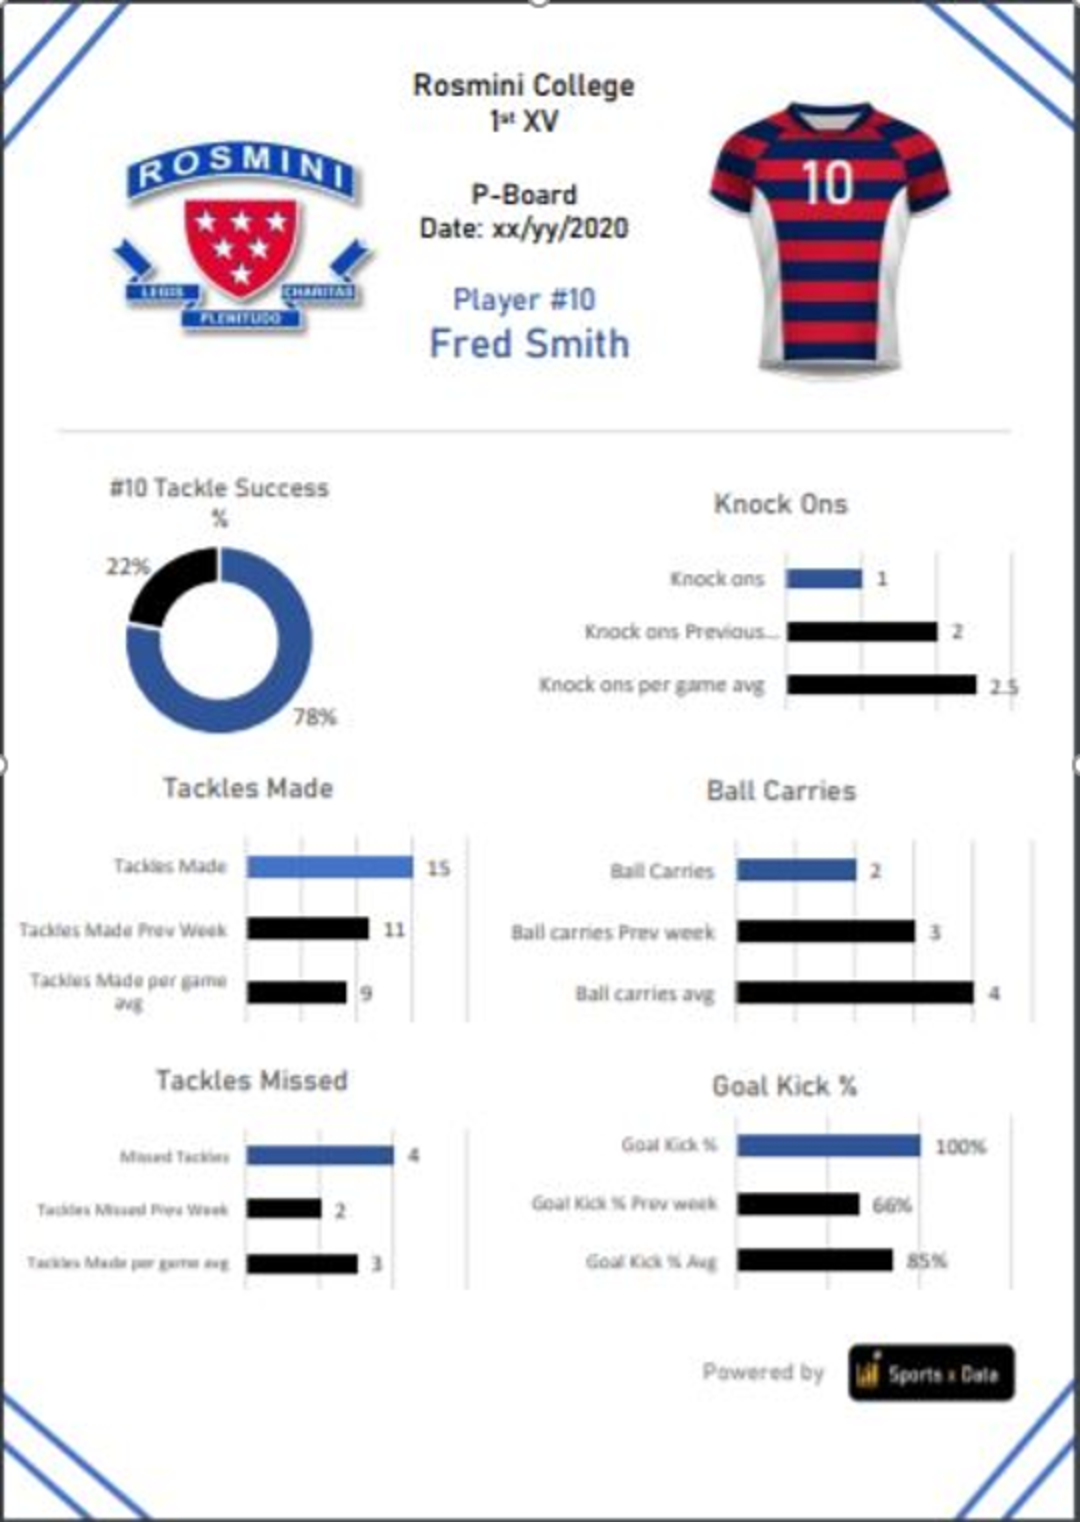 Rosmini College
1st XV
ROSMINI
LEGIS
CHARITAS
PLENITUDO
P-Board
Date: xx/yy/2020
Player #10
Fred Smith
10
#10 Tackle Success
%
22%
78%
Knock Ons
Knock ons 1
Knock ons Previous... 2
Knock ons per game avg 2.5
Tackles Made
Tackles Made 15
Tackles Made Prev Week 11
Tackles Made per game
avg 9
Ball Carries
Ball Carries 2
Ball carries Prev week 3
Ball carries avg 4
Tackles Missed
Missed Tackles 4
Tackles Missed Prev Week 2
Tackles Made per game avg 3
Goal Kick %
Goal Kick % 100%
Goal Kick % Prev week 66%
Goal Kick % Avg 85%
Powered by
Sports x Data